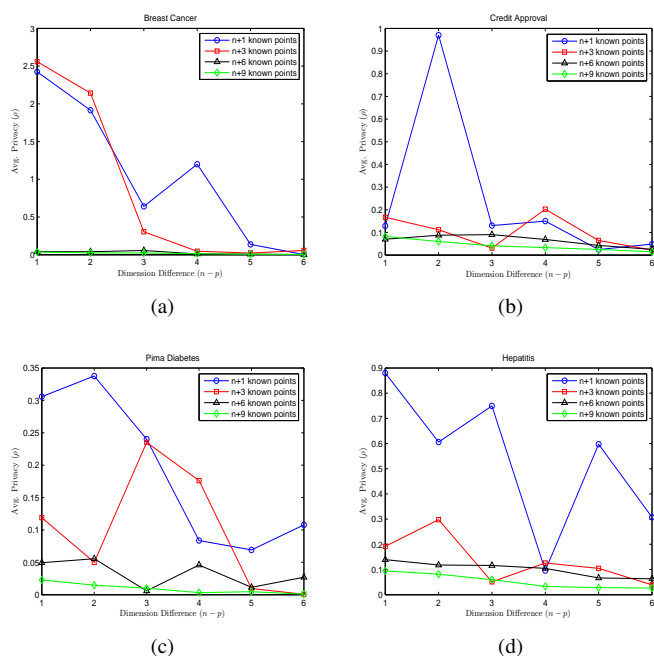 Breast Cancer
3
2.5
2
1.5
1
0.5
0
1 2 3 4 5 6
Avg. Privacy (ρ)
Dimension Difference (n − p)
n+1 known points
n+3 known points
n+6 known points
n+9 known points
(a)
Credit Approval
1
0.9
0.8
0.7
0.6
0.5
0.4
0.3
0.2
0.1
0
1 2 3 4 5 6
Avg. Privacy (ρ)
Dimension Difference (n − p)
n+1 known points
n+3 known points
n+6 known points
n+9 known points
(b)
Pima Diabetes
0.35
0.3
0.25
0.2
0.15
0.1
0.05
0
1 2 3 4 5 6
Avg. Privacy (ρ)
Dimension Difference (n − p)
n+1 known points
n+3 known points
n+6 known points
n+9 known points
(c)
Hepatitis
0.9
0.8
0.7
0.6
0.5
0.4
0.3
0.2
0.1
0
1 2 3 4 5 6
Avg. Privacy (ρ)
Dimension Difference (n − p)
n+1 known points
n+3 known points
n+6 known points
n+9 known points
(d)